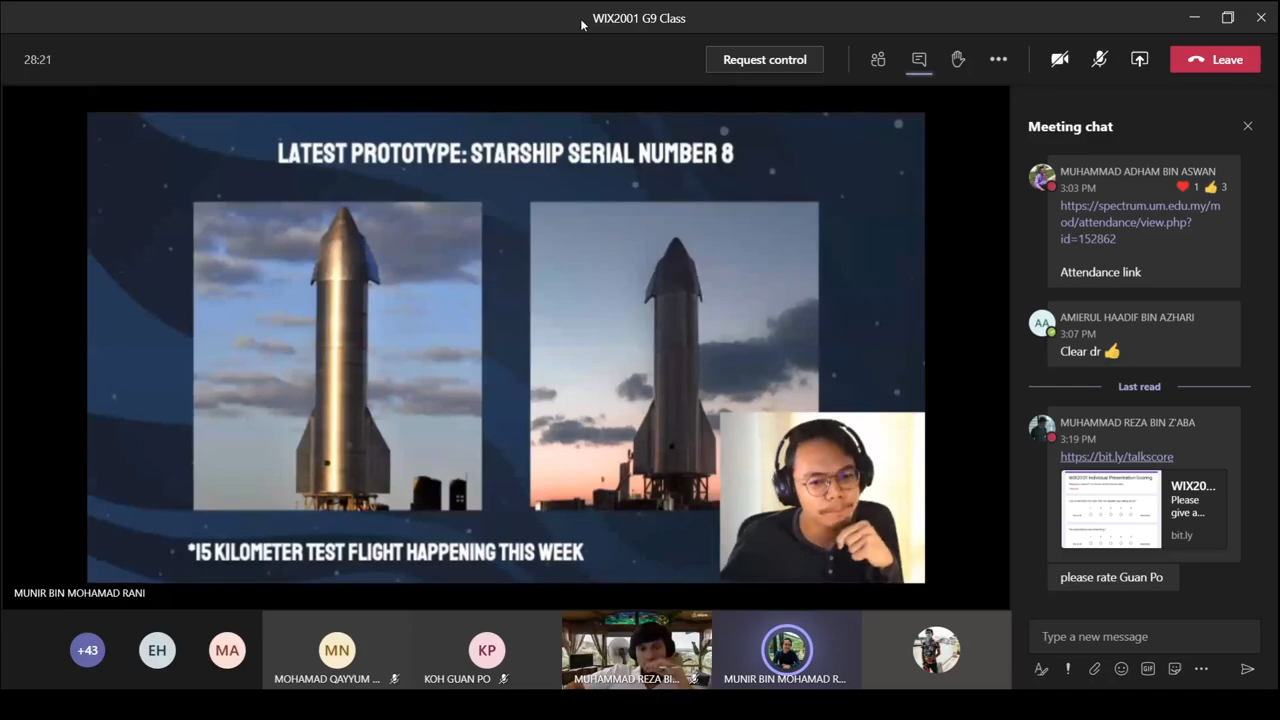 WIX2001 G9 Class
28:21
Request control
Leave
LATEST PROTOTYPE: STARSHIP SERIAL NUMBER 8
*15 KILOMETER TEST FLIGHT HAPPENING THIS WEEK
MUNIR BIN MOHAMAD RANI
+43
EH
MA
MN
MOHAMAD QAYYUM ...
KP
KOH GUAN PO
MUHAMMAD REZA BI...
MUNIR BIN MOHAMAD R...
Meeting chat
MUHAMMAD ADHAM BIN ASWAN
3:03 PM
1
3
https://spectrum.um.edu.my/m
od/attendance/view.php?
id=152862
Attendance link
AA
AMIERUL HAADIF BIN AZHARI
3:07 PM
Clear dr 👍
Last read
MUHAMMAD REZA BIN Z'ABA
3:19 PM
https://bit.ly/talkscore
WIX2001 Individual Presentation Scoring
WIX20...
Please
give a...
bit.ly
please rate Guan Po
Type a new message
GIF